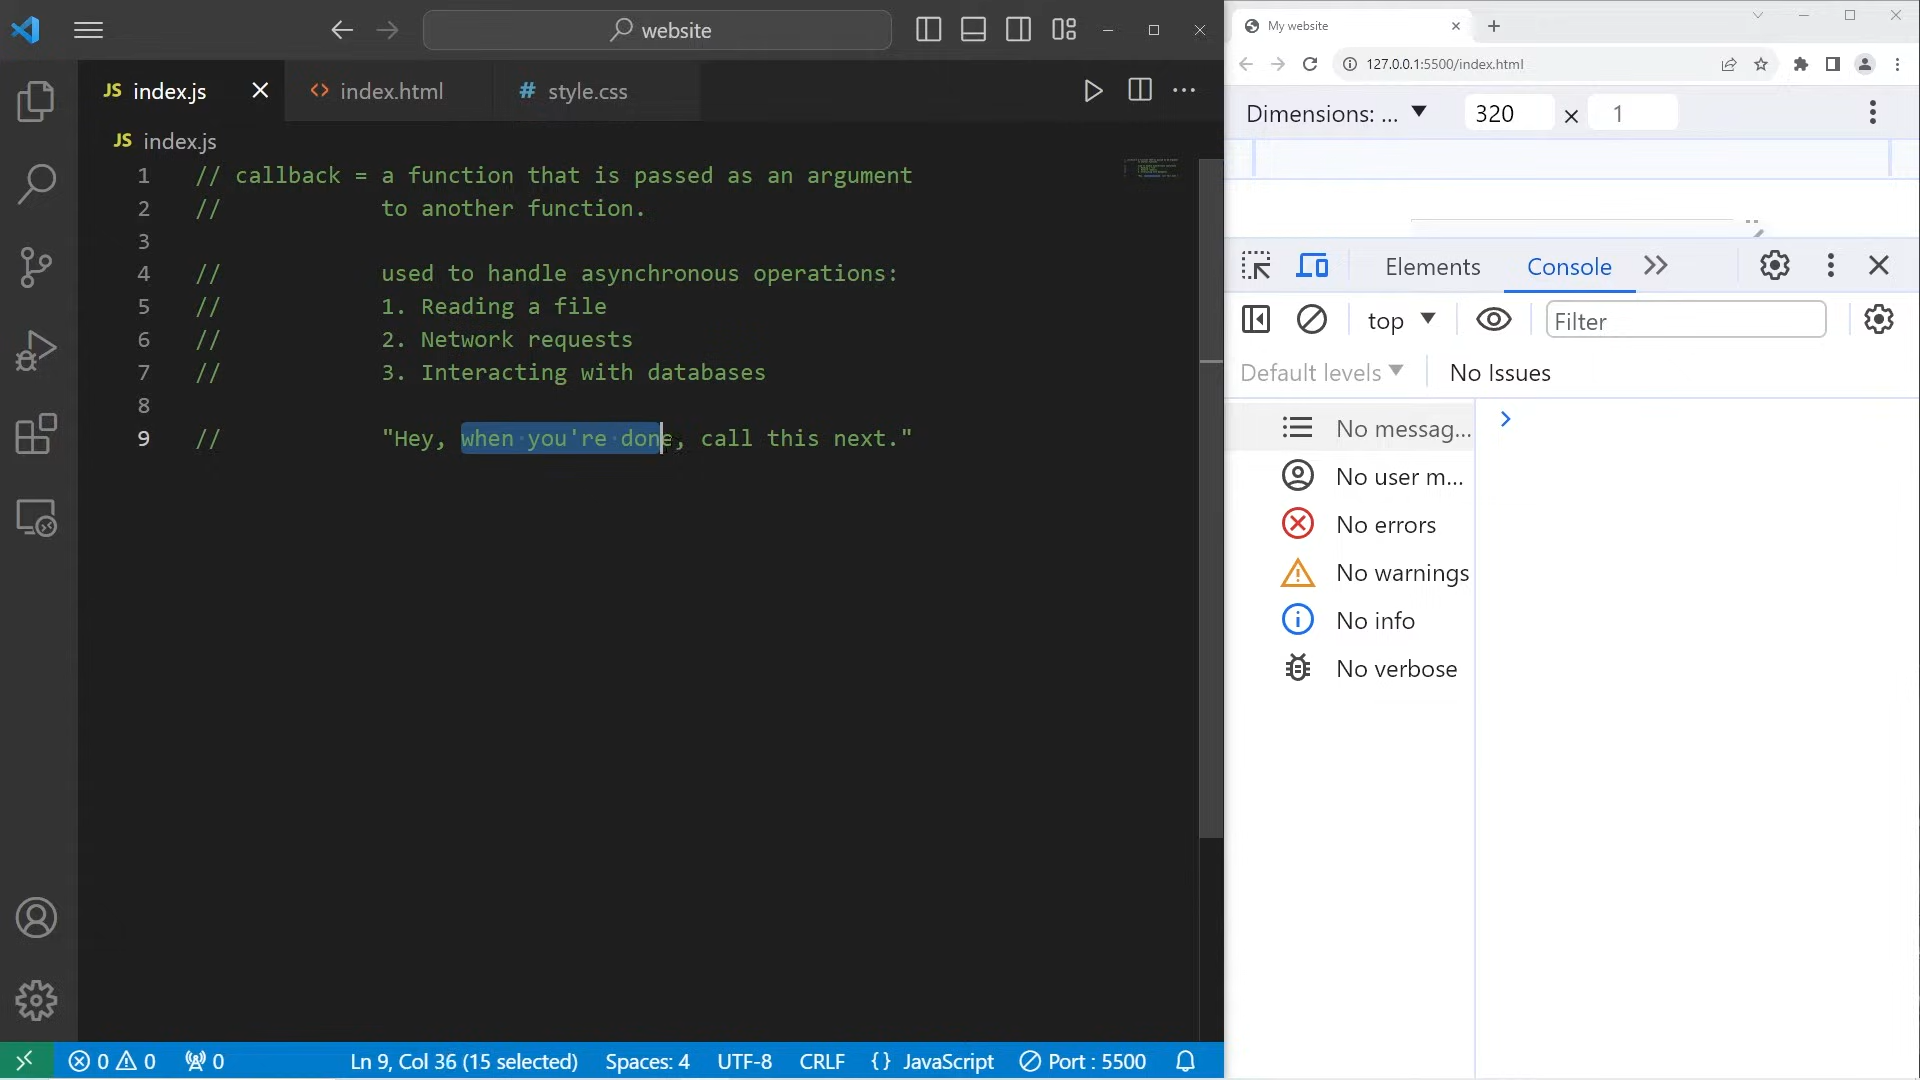 website
JS index.js
<> index.html
# style.css
JS index.js
1 // callback = a function that is passed as an argument
2 // to another function.
3
4 // used to handle asynchronous operations:
5 // 1. Reading a file
6 // 2. Network requests
7 // 3. Interacting with databases
8
9 // "Hey, when you're done, call this next."
0 0 0
Ln 9, Col 36 (15 selected)
Spaces: 4
UTF-8
CRLF
{} JavaScript
Port : 5500
My website
127.0.0.1:5500/index.html
Dimensions: ... 320 × 1
Elements
Console
top
Filter
Default levels
No Issues
No messag...
No user m...
No errors
No warnings
No info
No verbose